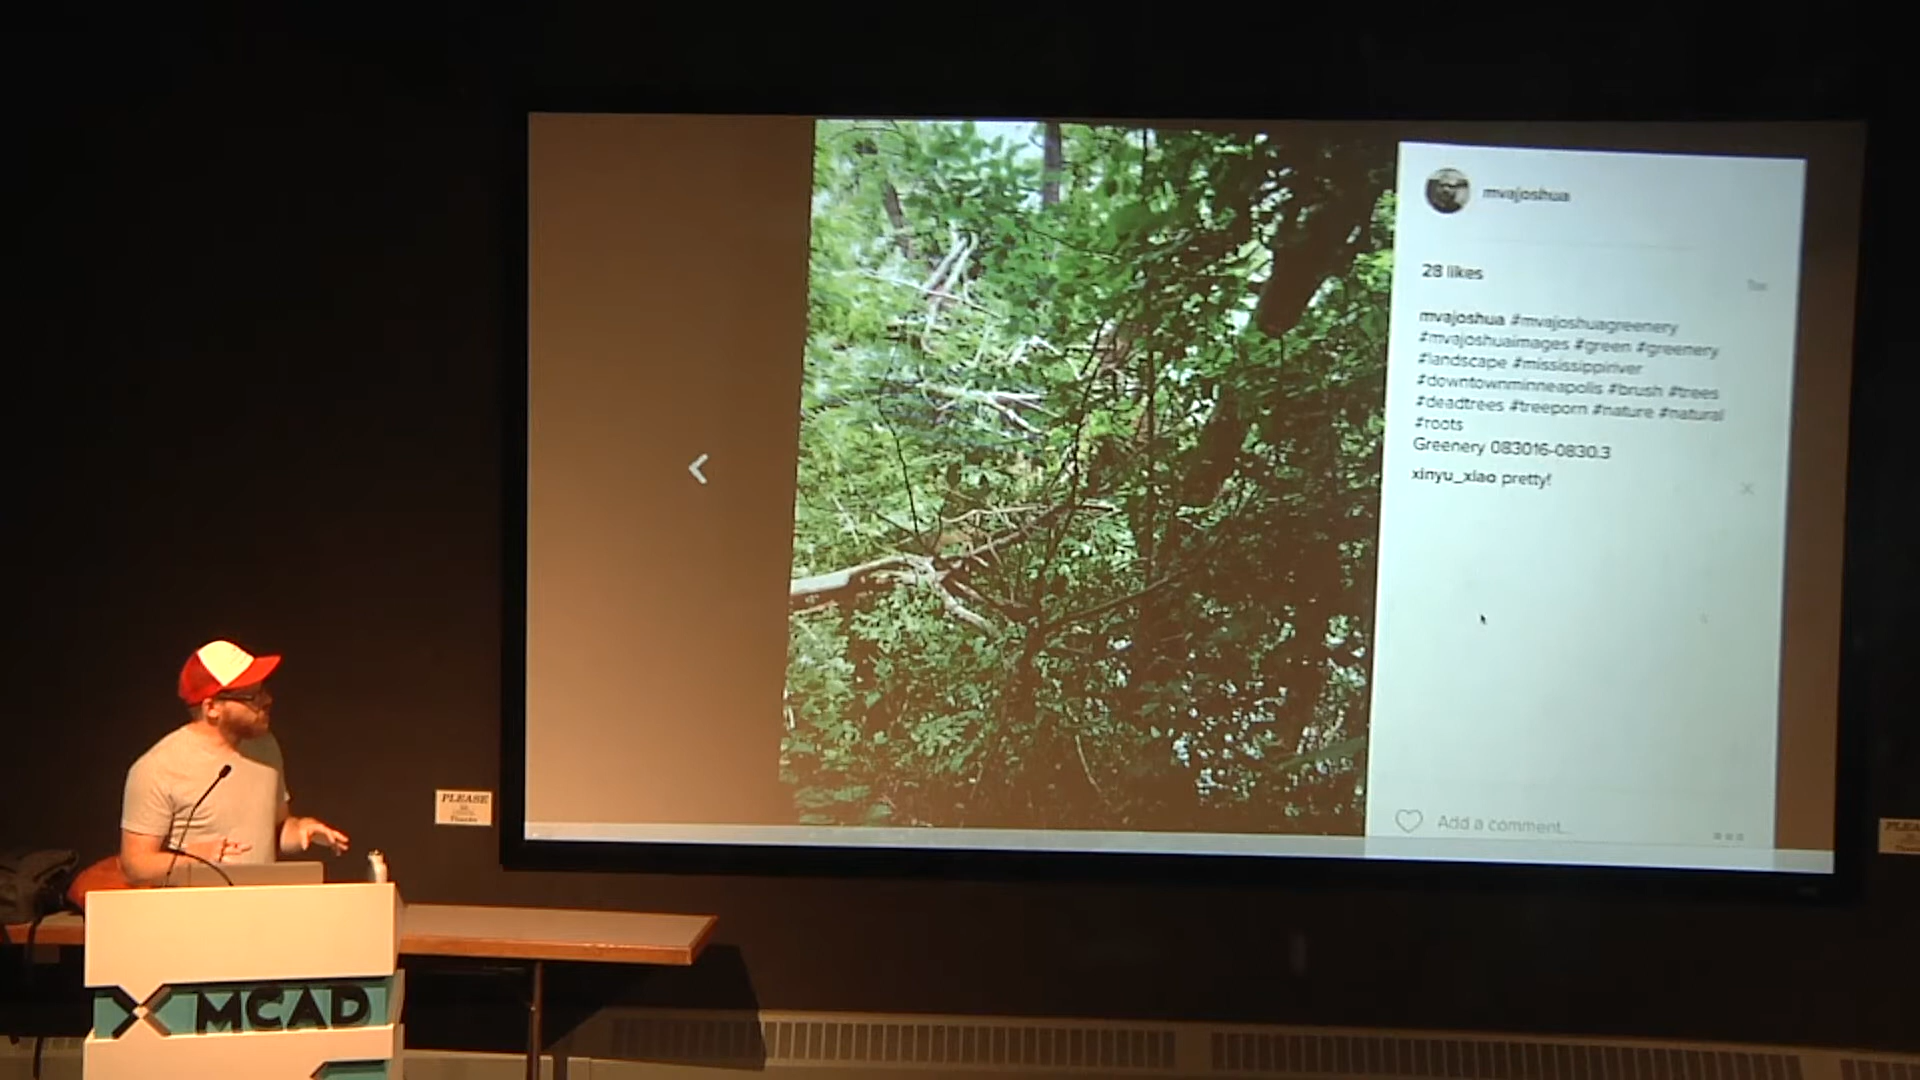 mvajoshua
28 likes
mvajoshua #mvajoshuagreenery
#mvajoshuaimages #green #greenery
#landscape #mississippiriver
#downtownminneapolis #brush #trees
#deadtrees #treeporn #nature #natural
#roots
Greenery 083016-0830.3
xinyu_xiao pretty!
Add a comment...
PLEASE
Thanks
MCAD